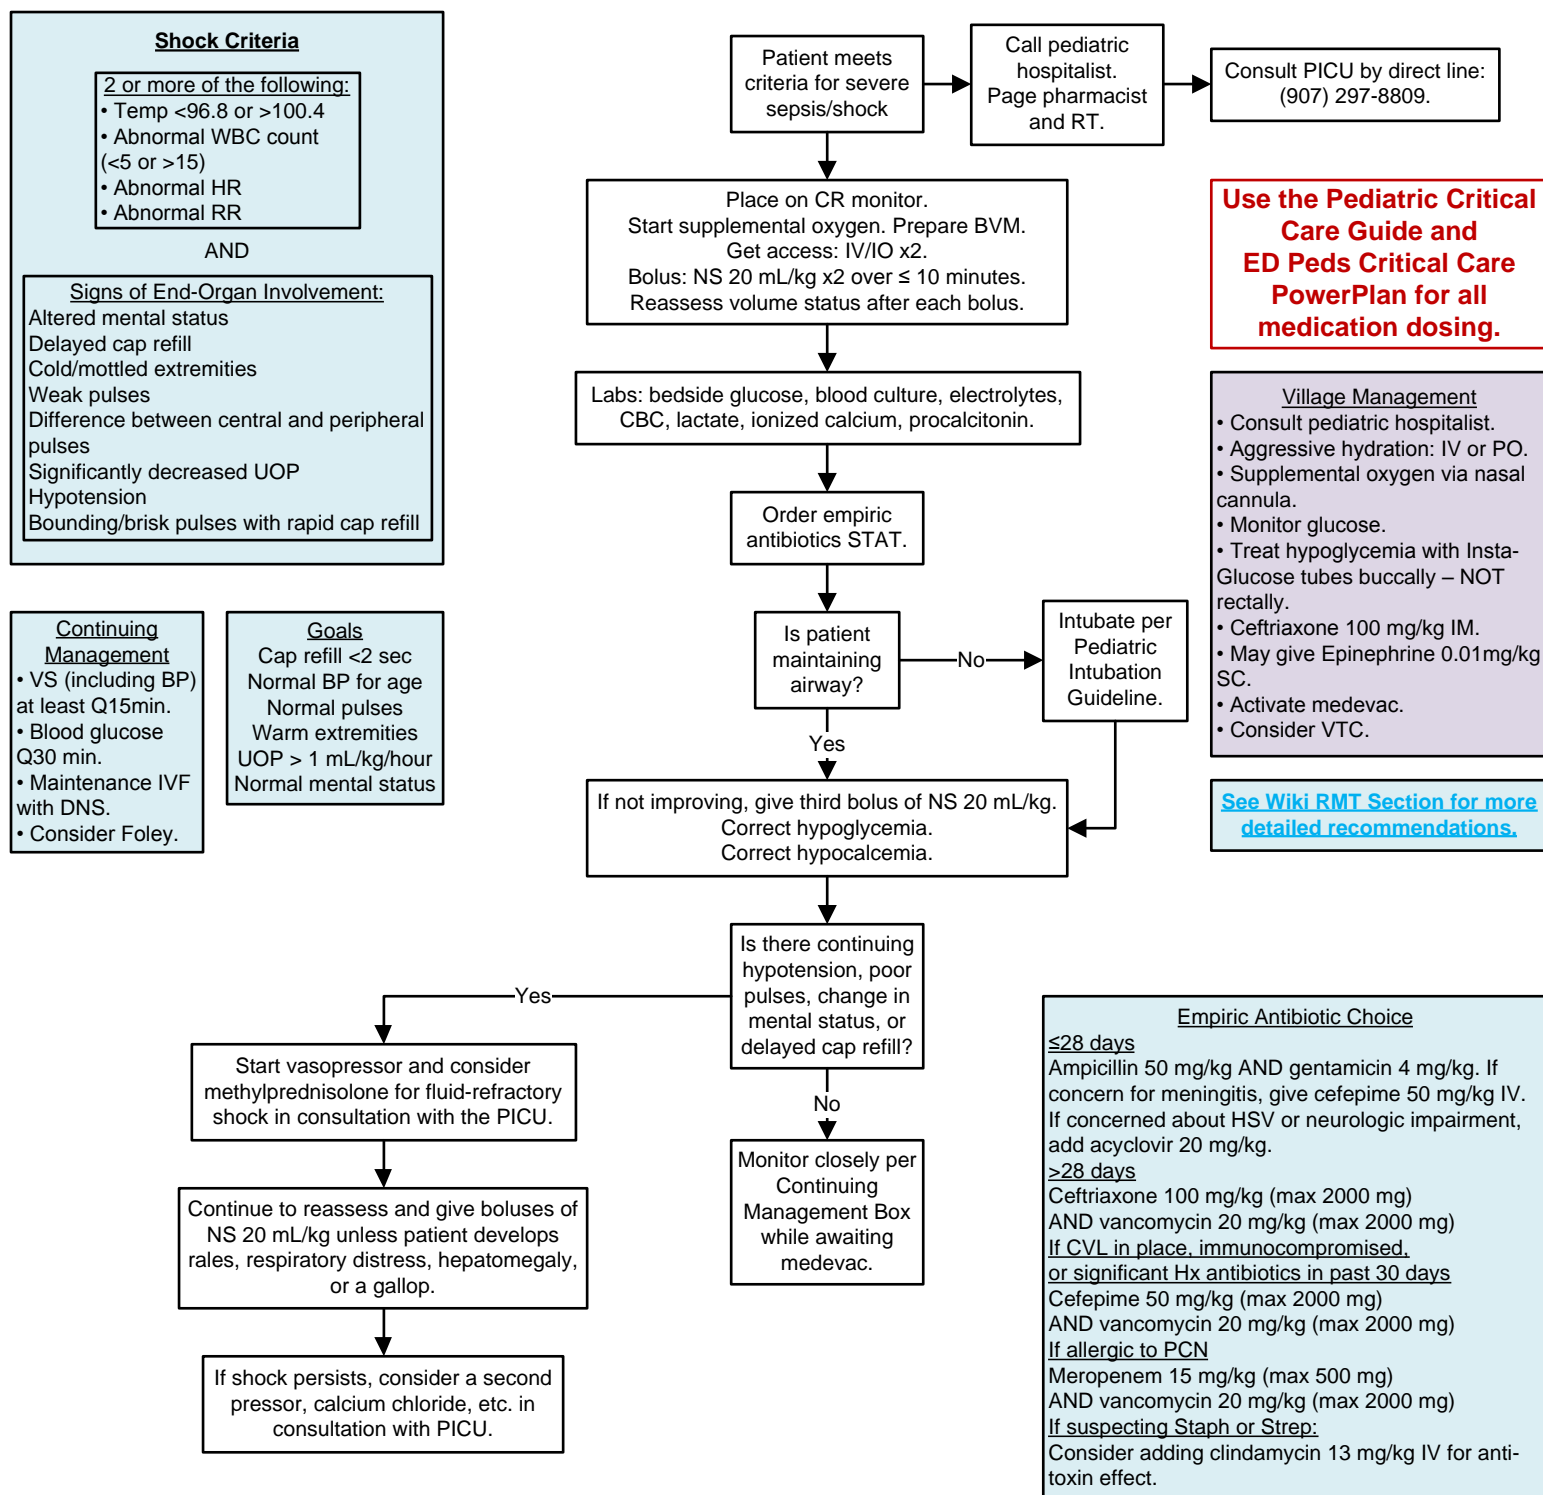 Shock Criteria
2 or more of the following:
• Temp <96.8 or >100.4
• Abnormal WBC count
(<5 or >15)
• Abnormal HR
• Abnormal RR
AND
Signs of End-Organ Involvement:
Altered mental status
Delayed cap refill
Cold/mottled extremities
Weak pulses
Difference between central and peripheral
pulses
Significantly decreased UOP
Hypotension
Bounding/brisk pulses with rapid cap refill
Continuing
Management
• VS (including BP)
at least Q15min.
• Blood glucose
Q30 min.
• Maintenance IVF
with DNS.
• Consider Foley.
Goals
Cap refill <2 sec
Normal BP for age
Normal pulses
Warm extremities
UOP > 1 mL/kg/hour
Normal mental status
Patient meets
criteria for severe
sepsis/shock
Call pediatric
hospitalist.
Page pharmacist
and RT.
Consult PICU by direct line:
(907) 297-8809.
Place on CR monitor.
Start supplemental oxygen. Prepare BVM.
Get access: IV/IO x2.
Bolus: NS 20 mL/kg x2 over ≤ 10 minutes.
Reassess volume status after each bolus.
Labs: bedside glucose, blood culture, electrolytes,
CBC, lactate, ionized calcium, procalcitonin.
Order empiric
antibiotics STAT.
Is patient
maintaining
airway?
No
Intubate per
Pediatric
Intubation
Guideline.
Yes
If not improving, give third bolus of NS 20 mL/kg.
Correct hypoglycemia.
Correct hypocalcemia.
Is there continuing
hypotension, poor
pulses, change in
mental status, or
delayed cap refill?
Yes
Start vasopressor and consider
methylprednisolone for fluid-refractory
shock in consultation with the PICU.
Continue to reassess and give boluses of
NS 20 mL/kg unless patient develops
rales, respiratory distress, hepatomegaly,
or a gallop.
If shock persists, consider a second
pressor, calcium chloride, etc. in
consultation with PICU.
No
Monitor closely per
Continuing
Management Box
while awaiting
medevac.
Use the Pediatric Critical
Care Guide and
ED Peds Critical Care
PowerPlan for all
medication dosing.
Village Management
• Consult pediatric hospitalist.
• Aggressive hydration: IV or PO.
• Supplemental oxygen via nasal
cannula.
• Monitor glucose.
• Treat hypoglycemia with Insta-
Glucose tubes buccally – NOT
rectally.
• Ceftriaxone 100 mg/kg IM.
• May give Epinephrine 0.01mg/kg
SC.
• Activate medevac.
• Consider VTC.
See Wiki RMT Section for more
detailed recommendations.
Empiric Antibiotic Choice
≤28 days
Ampicillin 50 mg/kg AND gentamicin 4 mg/kg. If
concern for meningitis, give cefepime 50 mg/kg IV.
If concerned about HSV or neurologic impairment,
add acyclovir 20 mg/kg.
>28 days
Ceftriaxone 100 mg/kg (max 2000 mg)
AND vancomycin 20 mg/kg (max 2000 mg)
If CVL in place, immunocompromised,
or significant Hx antibiotics in past 30 days
Cefepime 50 mg/kg (max 2000 mg)
AND vancomycin 20 mg/kg (max 2000 mg)
If allergic to PCN
Meropenem 15 mg/kg (max 500 mg)
AND vancomycin 20 mg/kg (max 2000 mg)
If suspecting Staph or Strep:
Consider adding clindamycin 13 mg/kg IV for anti-
toxin effect.